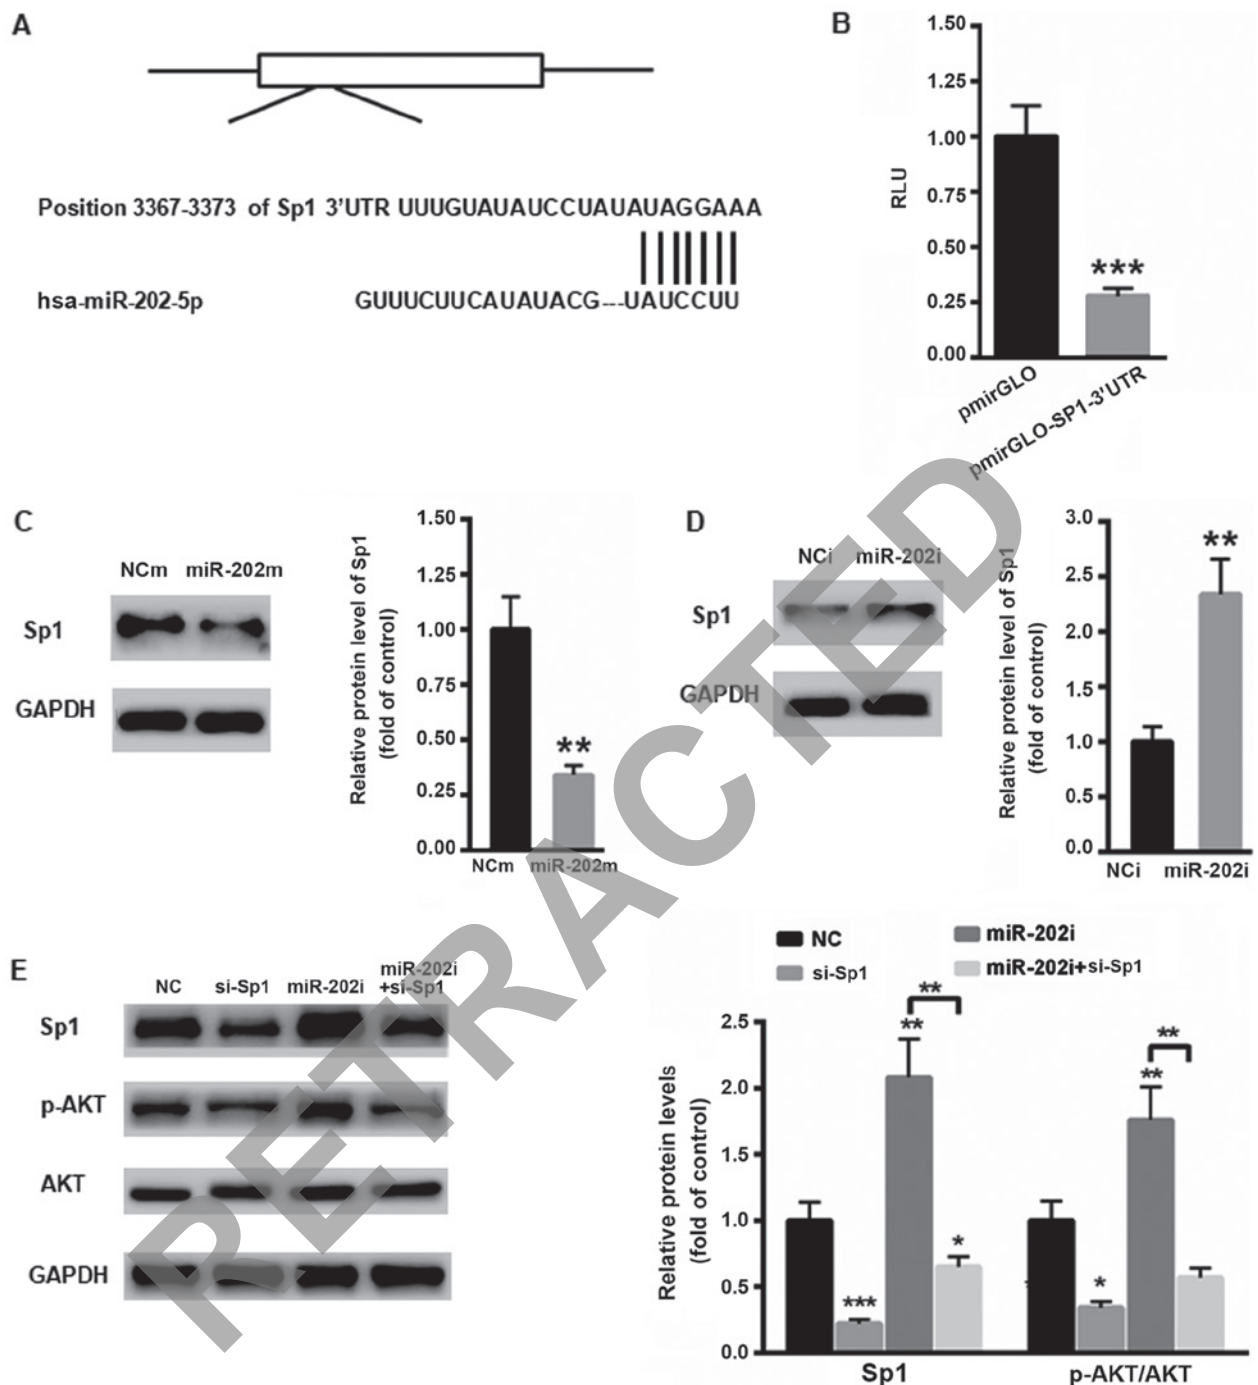 A
Position 3367-3373 of Sp1 3'UTR UUUGUAUAUCCUAUAUAGGAAA
hsa-miR-202-5p GUUUCUUCAUAUACG---UAUCCUU
B
1.50
1.25
1.00
0.75
0.50
0.25
0.00
RLU
***
pmirGLO
pmirGLO-SP1-3'UTR
C
NCm miR-202m
Sp1
GAPDH
Relative protein level of Sp1
(fold of control)
1.50
1.25
1.00
0.75
0.50
0.25
0.00
**
NCm miR-202m
D
NCi miR-202i
Sp1
GAPDH
Relative protein level of Sp1
(fold of control)
3.0
2.5
2.0
1.5
1.0
0.5
0.0
**
NCi miR-202i
E
NC si-Sp1 miR-202i miR-202i
+si-Sp1
Sp1
p-AKT
AKT
GAPDH
NC miR-202i
si-Sp1 miR-202i+si-Sp1
Relative protein levels
(fold of control)
2.5
2.0
1.5
1.0
0.5
0.0
***
**
**
*
*
**
**
Sp1 p-AKT/AKT
RETRACTED